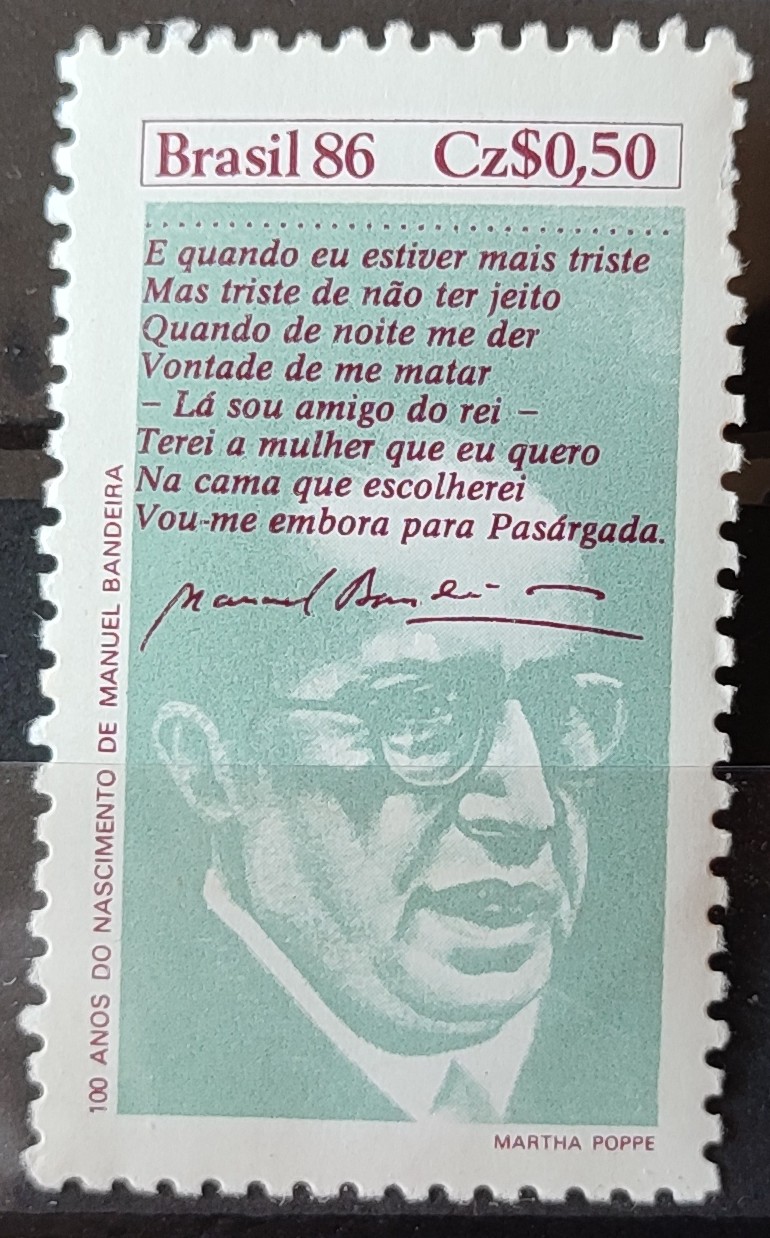 Brasil 86 Cz$0,50
E quando eu estiver mais triste
Mas triste de não ter jeito
Quando de noite me der
Vontade de me matar
– Lá sou amigo do rei –
Terei a mulher que eu quero
Na cama que escolherei
Vou-me embora para Pasárgada.
Manuel Bandeira
100 ANOS DO NASCIMENTO DE MANUEL BANDEIRA
MARTHA POPPE